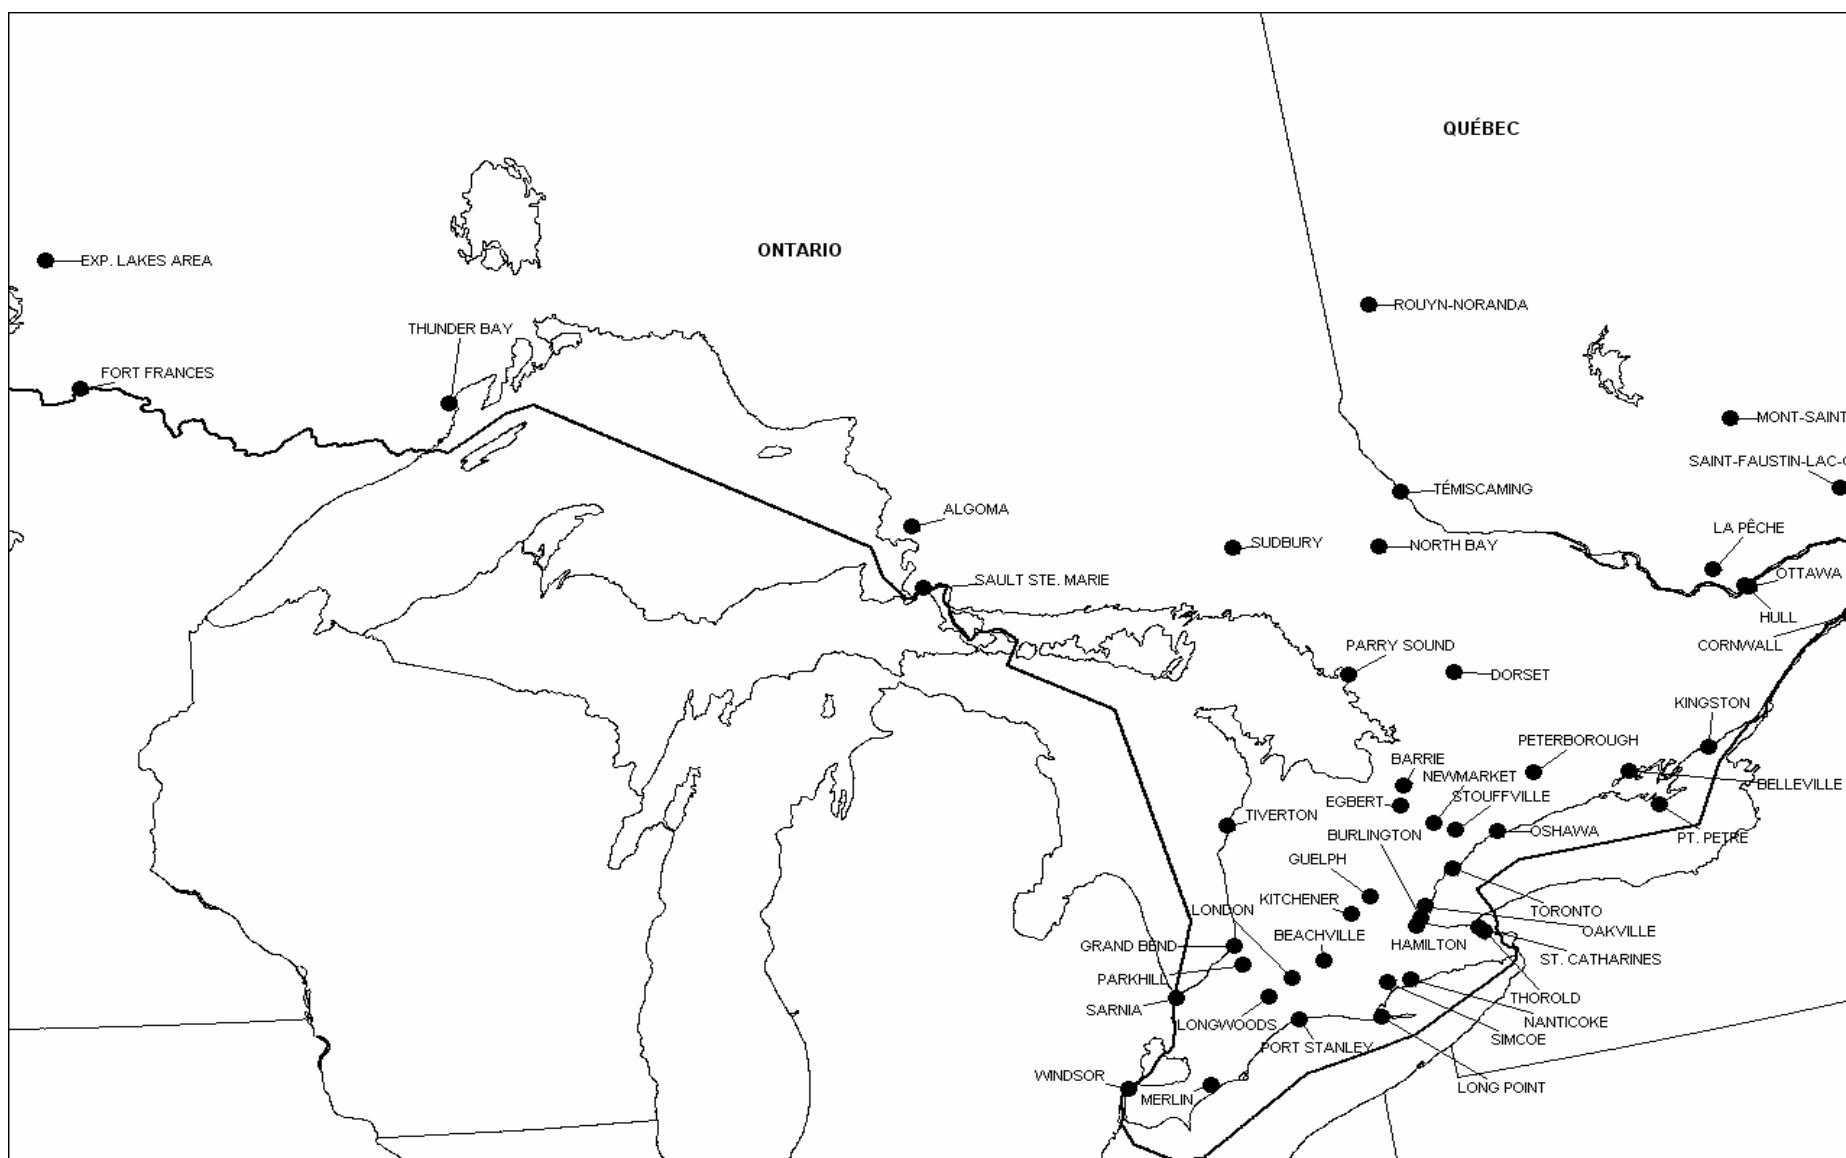 QUÉBEC
ONTARIO
EXP. LAKES AREA
ROUYN-NORANDA
THUNDER BAY
FORT FRANCES
MONT-SAINT
SAINT-FAUSTIN-LAC-
TÉMISCAMING
ALGOMA
LA PÊCHE
SUDBURY
NORTH BAY
OTTAWA
SAULT STE. MARIE
HULL
CORNWALL
PARRY SOUND
DORSET
KINGSTON
PETERBOROUGH
BARRIE
NEWMARKET
BELLEVILLE
STOUFFVILLE
EGBERT
TIVERTON
BURLINGTON
OSHAWA
PT. PETRE
GUELPH
KITCHENER
LONDON
TORONTO
OAKVILLE
BEACHVILLE
HAMILTON
GRAND BEND
ST. CATHARINES
PARKHILL
THOROLD
SARNIA
LONGWOODS
NANTICOKE
SIMCOE
PORT STANLEY
WINDSOR
LONG POINT
MERLIN